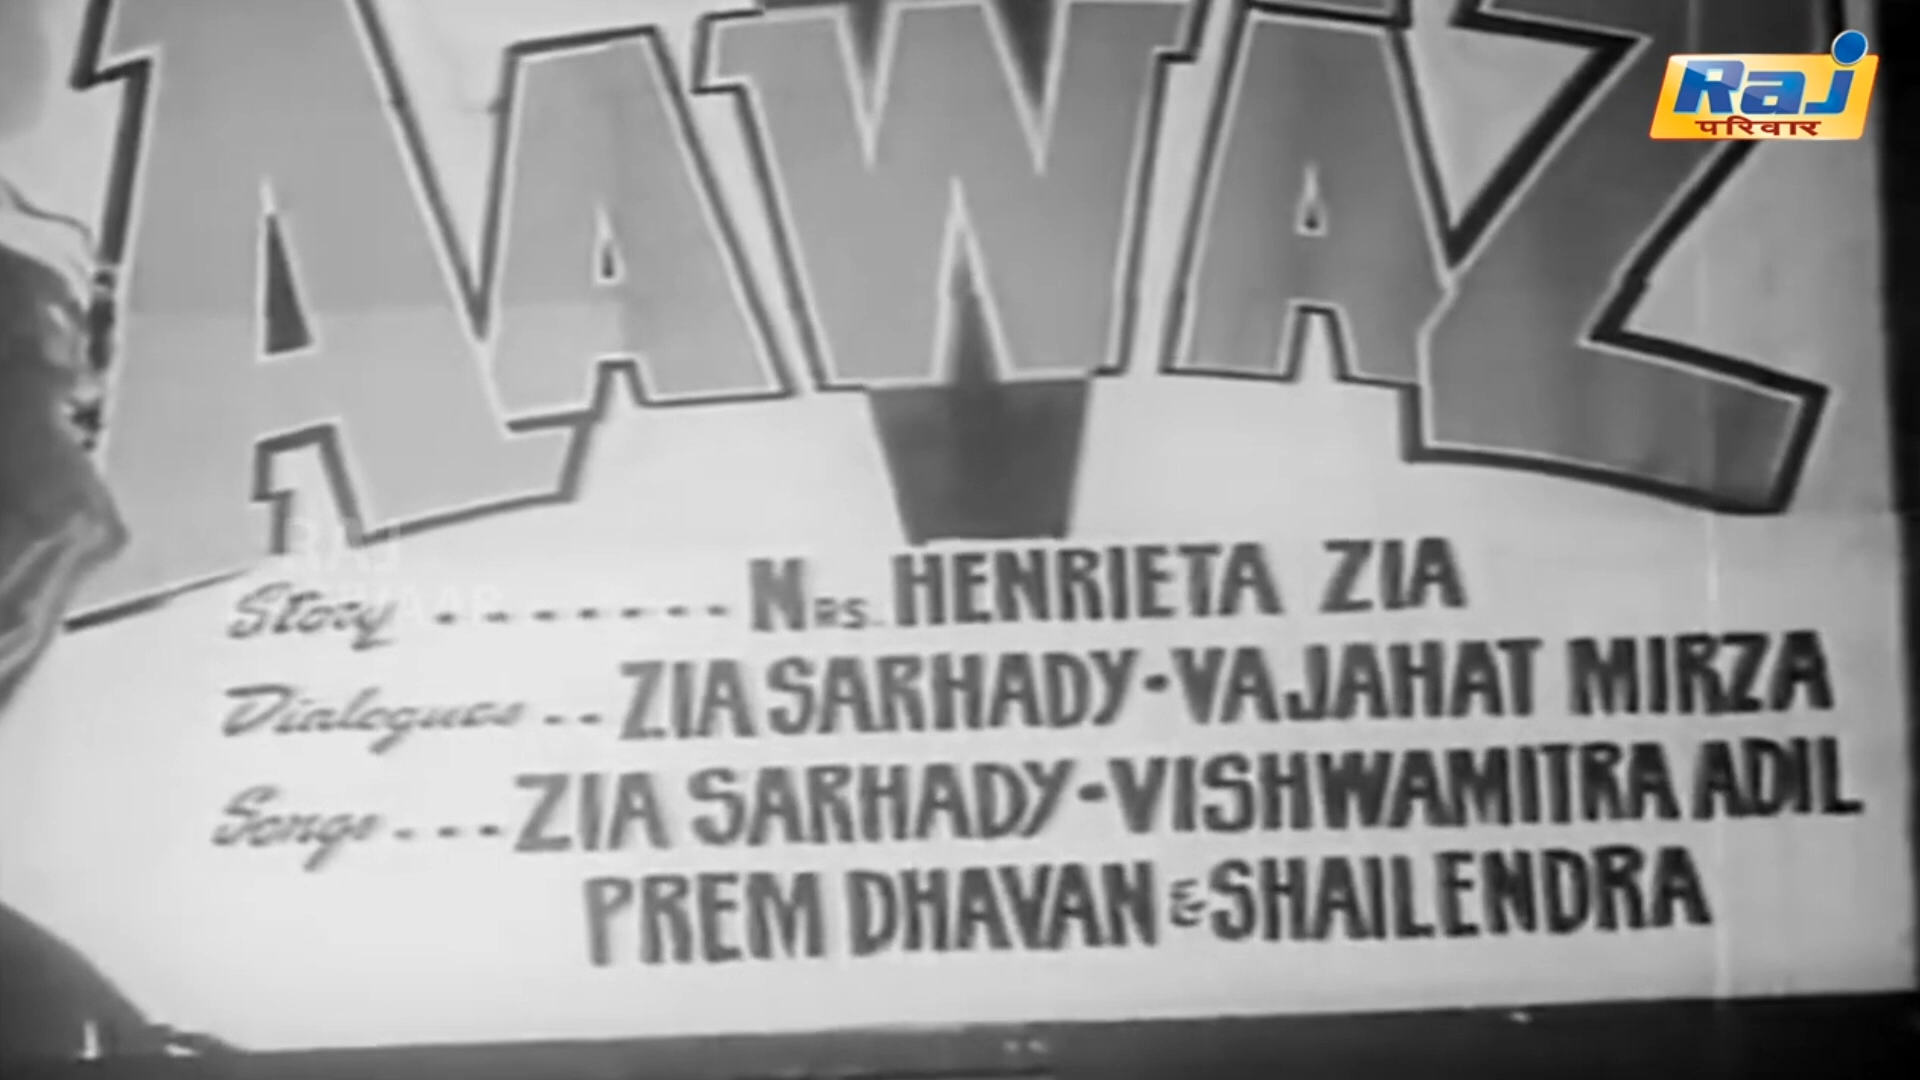 AAWAZ
Raj
परिवार
Story........ Mrs. HENRIETA ZIA
Dialogues.. ZIA SARHADY·VAJAHAT MIRZA
Songs... ZIA SARHADY·VISHWAMITRA ADIL
PREM DHAVAN & SHAILENDRA